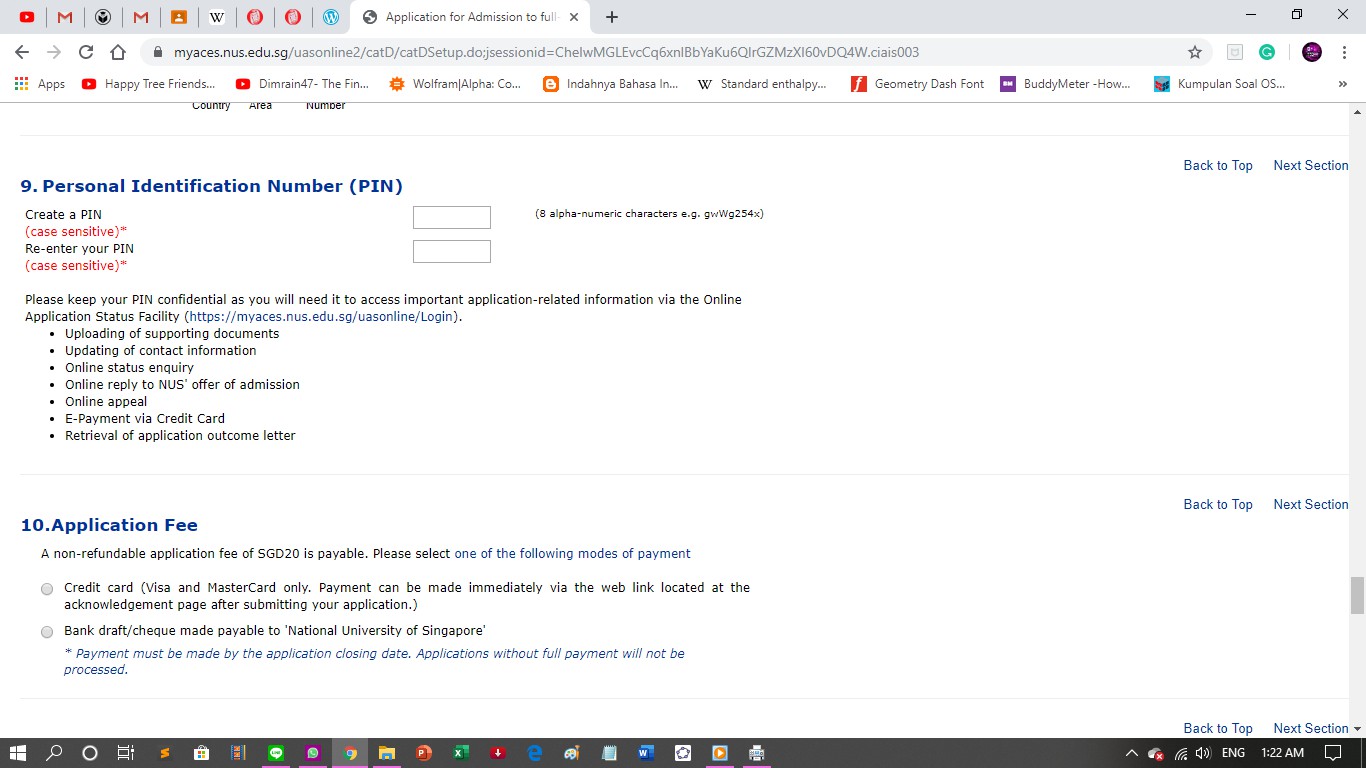 Application for Admission to full-
myaces.nus.edu.sg/uasonline2/catD/catDSetup.do;jsessionid=CheIwMGLEvcCq6xnIBbYaKu6QIrGZMzXI60vDQ4W.ciais003
Apps Happy Tree Friends... Dimrain47- The Fin... Wolfram|Alpha: Co... Indahnya Bahasa In... W Standard enthalpy... Geometry Dash Font BM BuddyMeter -How... Kumpulan Soal OS... »
Country Area Number
Back to Top Next Section
9. Personal Identification Number (PIN)
Create a PIN (8 alpha-numeric characters e.g. gwWg254x)
(case sensitive)*
Re-enter your PIN
(case sensitive)*
Please keep your PIN confidential as you will need it to access important application-related information via the Online
Application Status Facility (https://myaces.nus.edu.sg/uasonline/Login).
• Uploading of supporting documents
• Updating of contact information
• Online status enquiry
• Online reply to NUS' offer of admission
• Online appeal
• E-Payment via Credit Card
• Retrieval of application outcome letter
Back to Top Next Section
10.Application Fee
A non-refundable application fee of SGD20 is payable. Please select one of the following modes of payment
Credit card (Visa and MasterCard only. Payment can be made immediately via the web link located at the
acknowledgement page after submitting your application.)
Bank draft/cheque made payable to 'National University of Singapore'
* Payment must be made by the application closing date. Applications without full payment will not be
processed.
Back to Top Next Section
ENG 1:22 AM